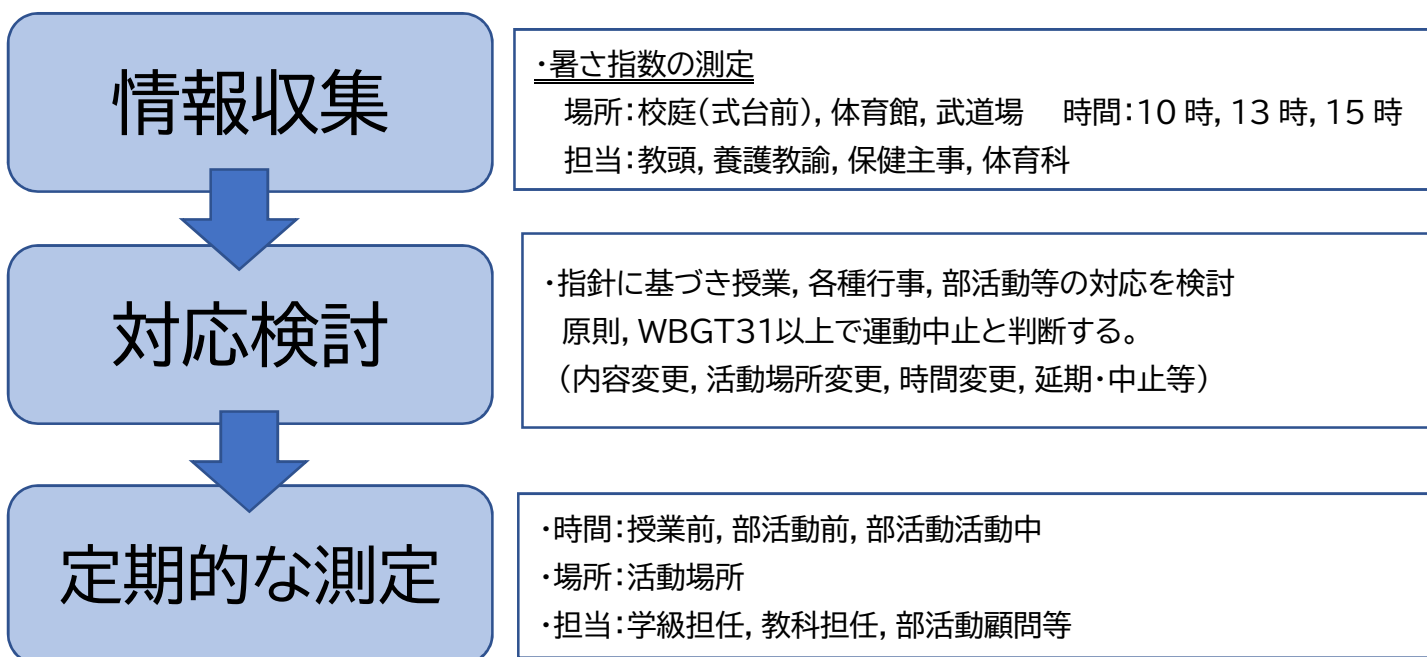 情報収集
・暑さ指数の測定
場所：校庭（式台前），体育館，武道場　時間：10時，13時，15時
担当：教頭，養護教諭，保健主事，体育科
対応検討
・指針に基づき授業，各種行事，部活動等の対応を検討
原則，WBGT31以上で運動中止と判断する。
（内容変更，活動場所変更，時間変更，延期・中止等）
定期的な測定
・時間：授業前，部活動前，部活動活動中
・場所：活動場所
・担当：学級担任，教科担任，部活動顧問等